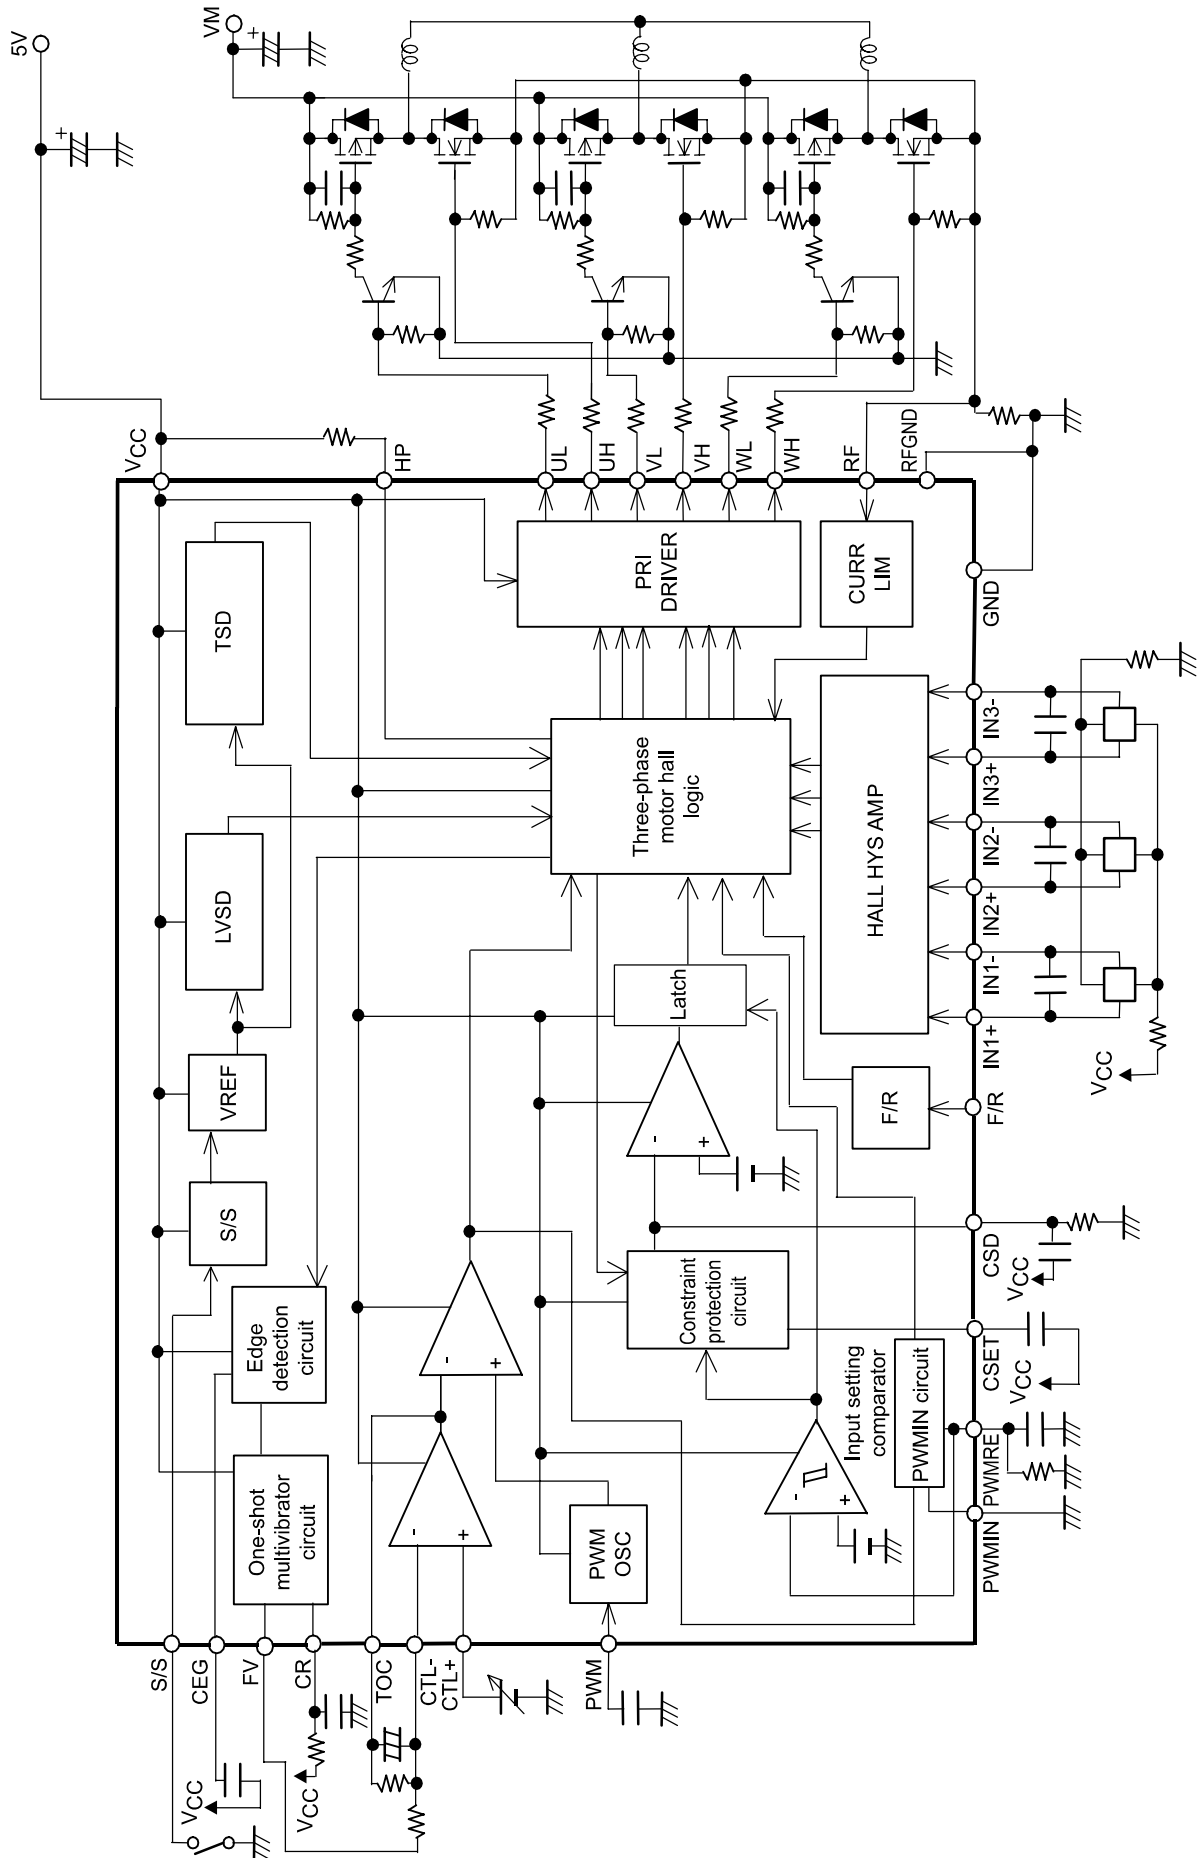 5V
VM
VCC
HP
UL
UH
VL
VH
WL
WH
RF
RFGND
TSD
PRI
DRIVER
CURR
LIM
GND
LVSD
Three-phase
motor hall
logic
HALL HYS AMP
IN3-
IN3+
IN2-
IN2+
IN1-
IN1+
VCC
VREF
Latch
F/R
F/R
-
+
S/S
Edge
detection
circuit
-
+
Constraint
protection
circuit
CSD
VCC
CSET
VCC
One-shot
multivibrator
circuit
-
+
PWM
OSC
Input setting
comparator
-
+
PWMIN circuit
PWMRE
PWMIN
S/S
CEG
FV
CR
TOC
CTL-
CTL+
PWM
VCC
VCC
+
+